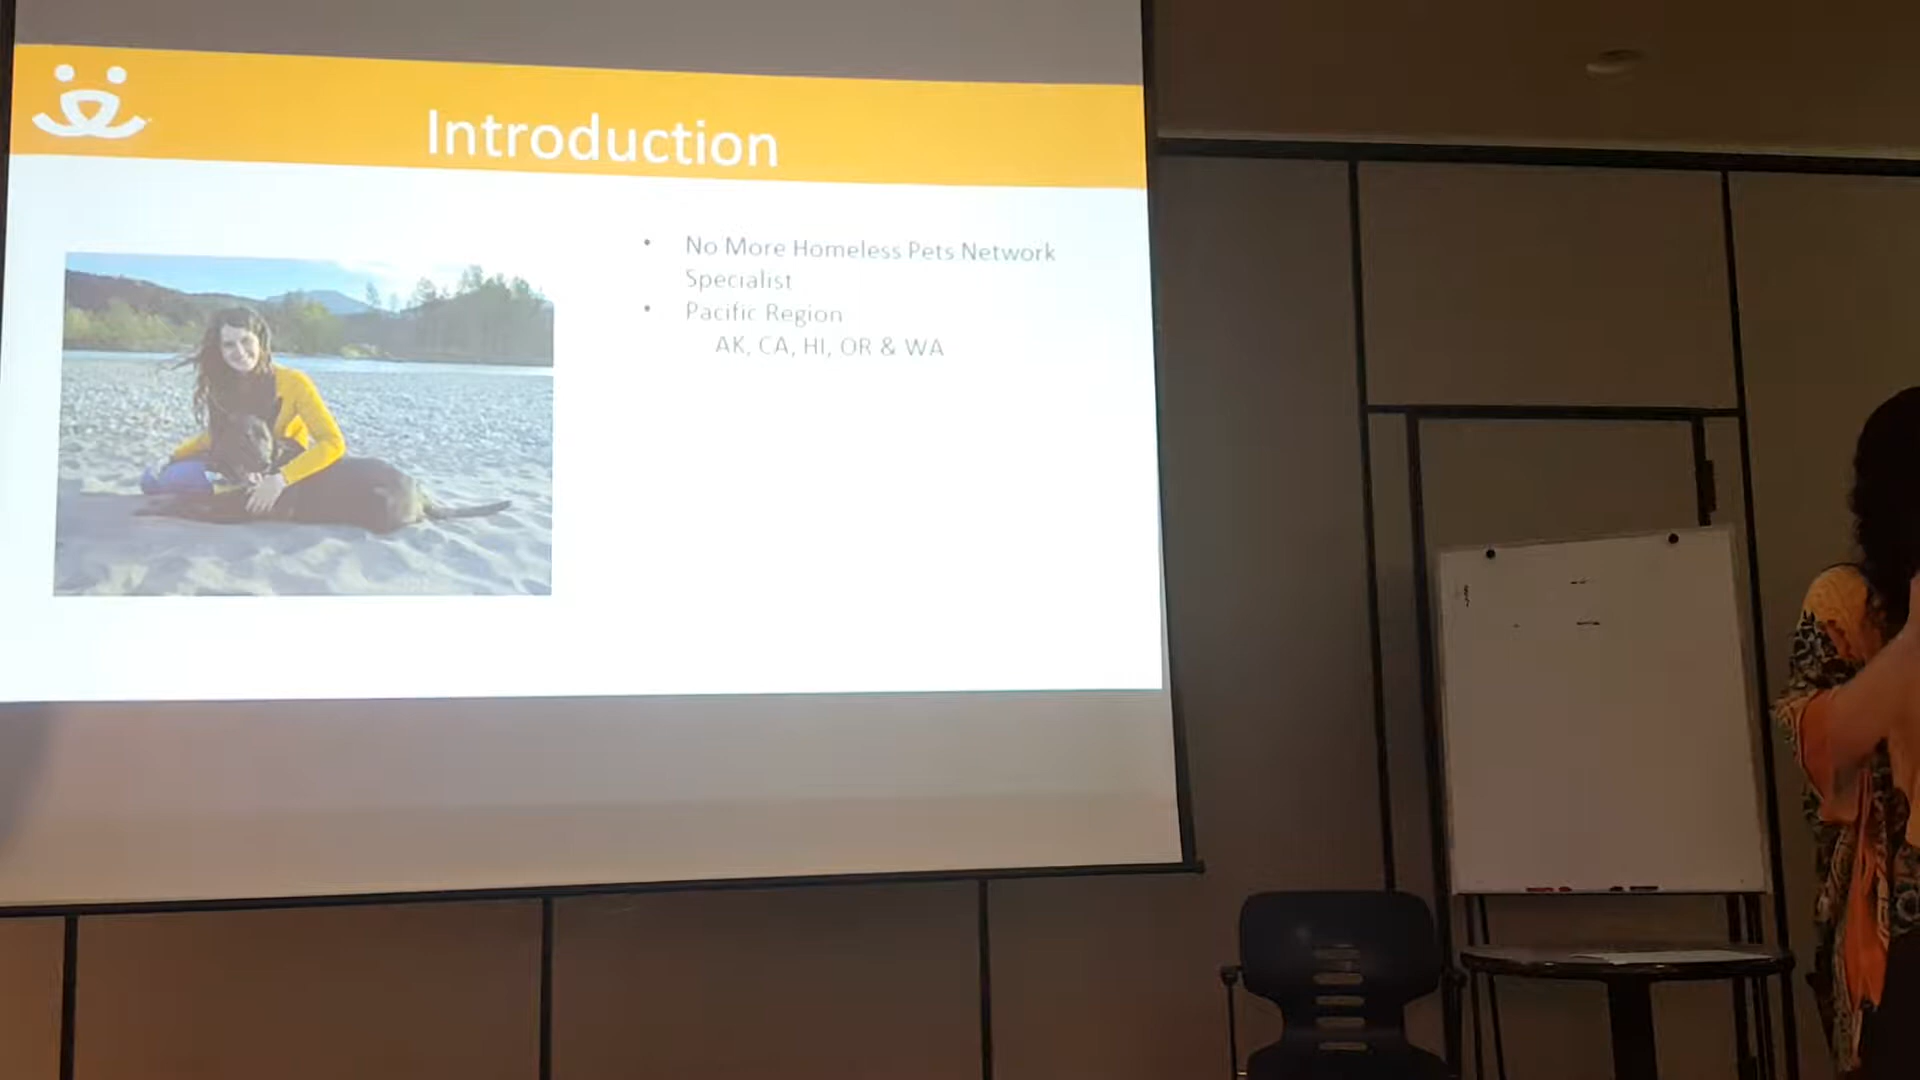 Introduction
• No More Homeless Pets Network
Specialist
• Pacific Region
AK, CA, HI, OR & WA